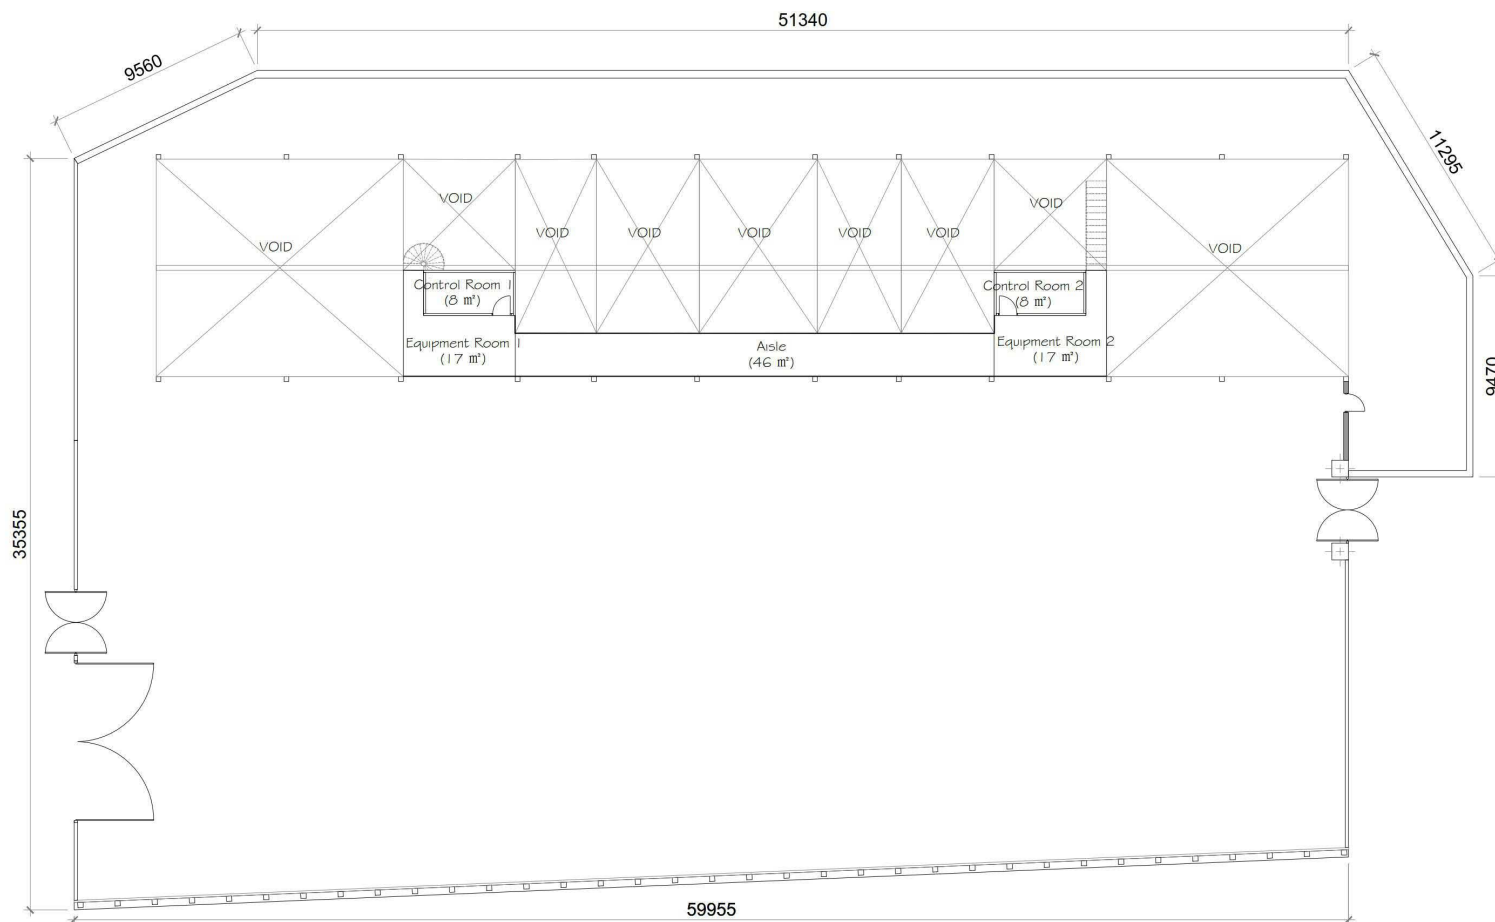 51340
9560
11295
VOID
VOID
VOID
VOID
VOID
VOID
VOID
VOID
VOID
Control Room 1
(8 m²)
Control Room 2
(8 m²)
Equipment Room 1
(17 m²)
Aisle
(46 m²)
Equipment Room 2
(17 m²)
9470
35355
59955